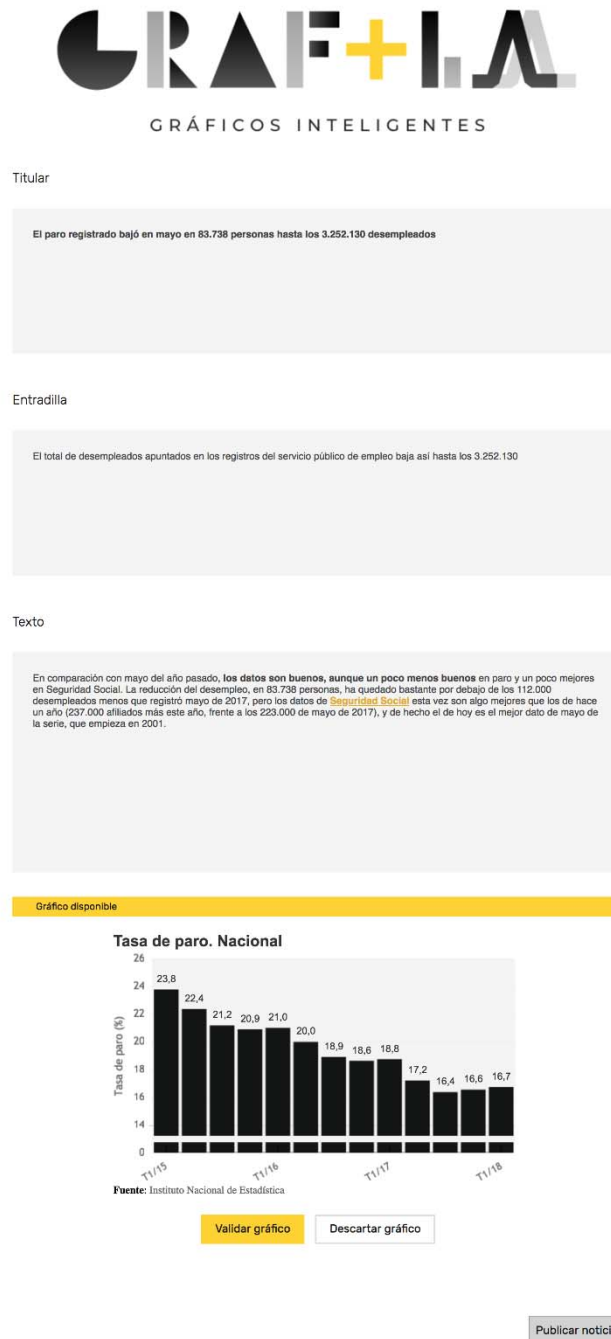 GRAF+LA
GRÁFICOS INTELIGENTES
Titular
El paro registrado bajó en mayo en 83.738 personas hasta los 3.252.130 desempleados
Entradilla
El total de desempleados apuntados en los registros del servicio público de empleo baja así hasta los 3.252.130
Texto
En comparación con mayo del año pasado, los datos son buenos, aunque un poco menos buenos en paro y un poco mejores
en Seguridad Social. La reducción del desempleo, en 83.738 personas, ha quedado bastante por debajo de los 112.000
desempleados menos que registró mayo de 2017, pero los datos de Seguridad Social esta vez son algo mejores que los de hace
un año (237.000 afiliados más este año, frente a los 223.000 de mayo de 2017), y de hecho el de hoy es el mejor dato de mayo de
la serie, que empieza en 2001.
Gráfico disponible
Tasa de paro. Nacional
Tasa de paro (%)
26
24
22
20
18
16
14
0
23,8
22,4
21,2
20,9
21,0
20,0
18,9
18,6
18,8
17,2
16,4
16,6
16,7
T1/15
T1/16
T1/17
T1/18
Fuente: Instituto Nacional de Estadística
Validar gráfico
Descartar gráfico
Publicar notici